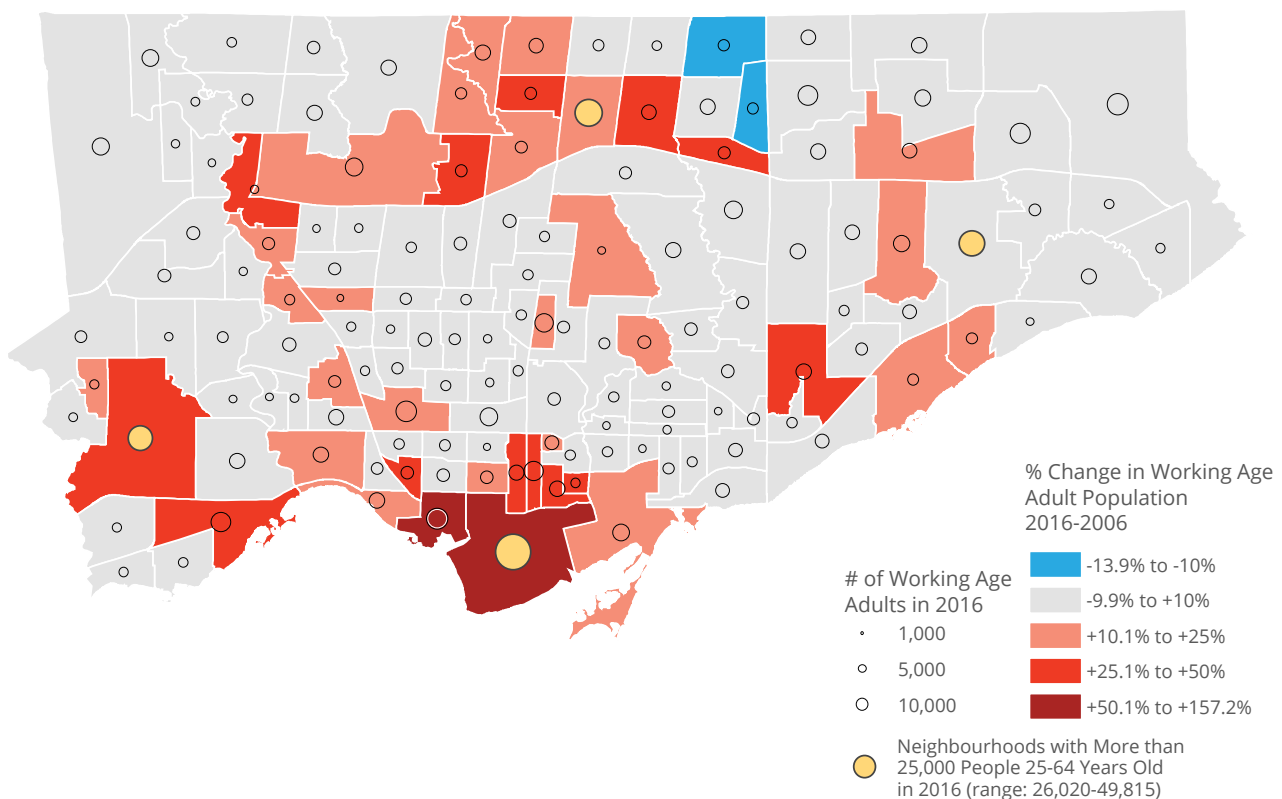 % Change in Working Age
Adult Population
2016-2006
-13.9% to -10%
-9.9% to +10%
+10.1% to +25%
+25.1% to +50%
+50.1% to +157.2%
# of Working Age
Adults in 2016
1,000
5,000
10,000
Neighbourhoods with More than
25,000 People 25-64 Years Old
in 2016 (range: 26,020-49,815)